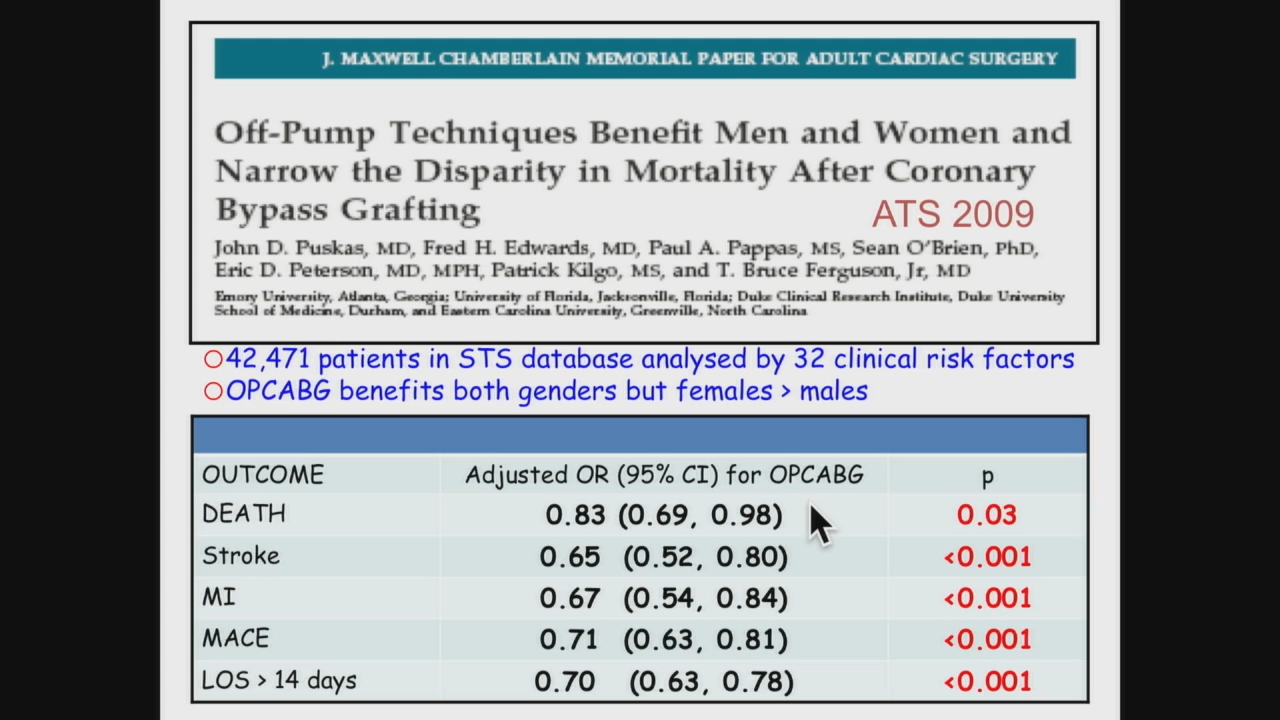 J. MAXWELL CHAMBERLAIN MEMORIAL PAPER FOR ADULT CARDIAC SURGERY
Off-Pump Techniques Benefit Men and Women and
Narrow the Disparity in Mortality After Coronary
Bypass Grafting
ATS 2009
John D. Puskas, MD, Fred H. Edwards, MD, Paul A. Pappas, MS, Sean O'Brien, PhD,
Eric D. Peterson, MD, MPH, Patrick Kilgo, MS, and T. Bruce Ferguson, Jr, MD
Emory University, Atlanta, Georgia; University of Florida, Jacksonville, Florida; Duke Clinical Research Institute, Duke University
School of Medicine, Durham, and Eastern Carolina University, Greenville, North Carolina
42,471 patients in STS database analysed by 32 clinical risk factors
OPCABG benefits both genders but females > males
OUTCOME Adjusted OR (95% CI) for OPCABG p
DEATH 0.83 (0.69, 0.98) 0.03
Stroke 0.65 (0.52, 0.80) <0.001
MI 0.67 (0.54, 0.84) <0.001
MACE 0.71 (0.63, 0.81) <0.001
LOS > 14 days 0.70 (0.63, 0.78) <0.001